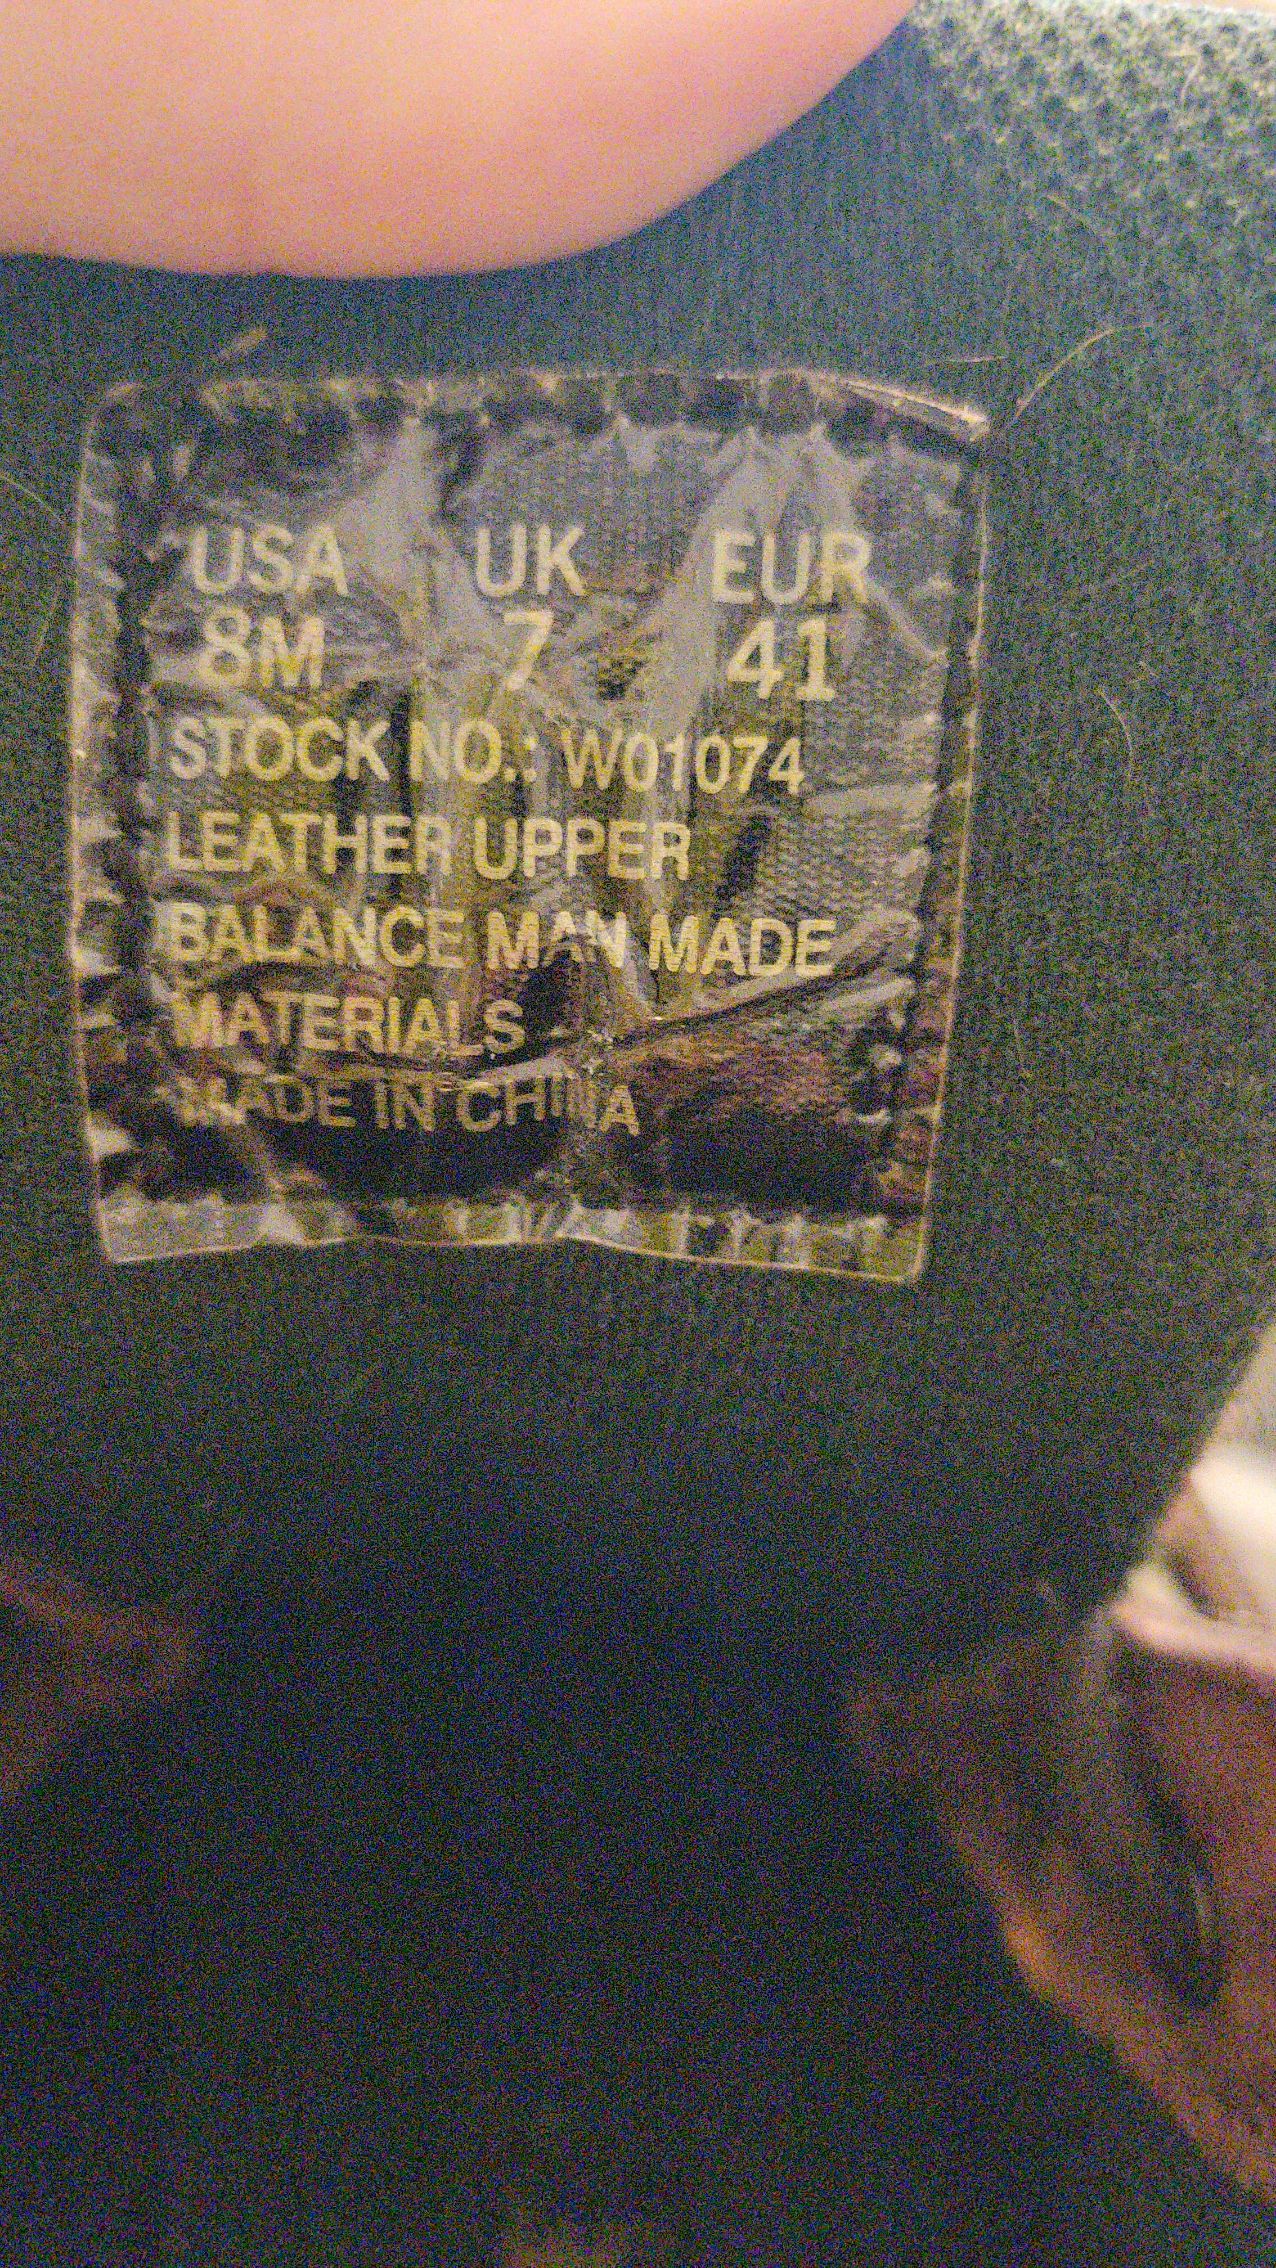 USA UK EUR
8M 7 41
STOCK NO.: W01074
LEATHER UPPER
BALANCE MAN MADE
MATERIALS
MADE IN CHINA